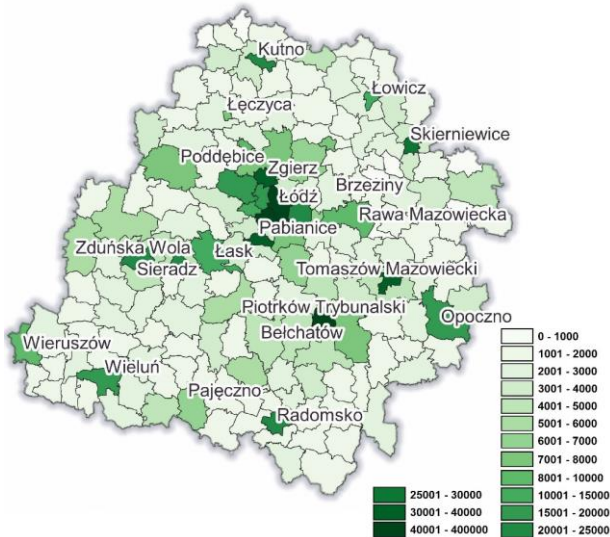 Kutno
Łowicz
Łęczyca
Skierniewice
Poddębice
Zgierz
Łódź
Brzeziny
Pabianice
Rawa Mazowiecka
Zduńska Wola
Łask
Sieradz
Tomaszów Mazowiecki
Piotrków Trybunalski
Opoczno
Bełchatów
Wieruszów
Wieluń
Pajęczno
Radomsko
0 - 1000
1001 - 2000
2001 - 3000
3001 - 4000
4001 - 5000
5001 - 6000
6001 - 7000
7001 - 8000
8001 - 10000
10001 - 15000
15001 - 20000
20001 - 25000
25001 - 30000
30001 - 40000
40001 - 400000